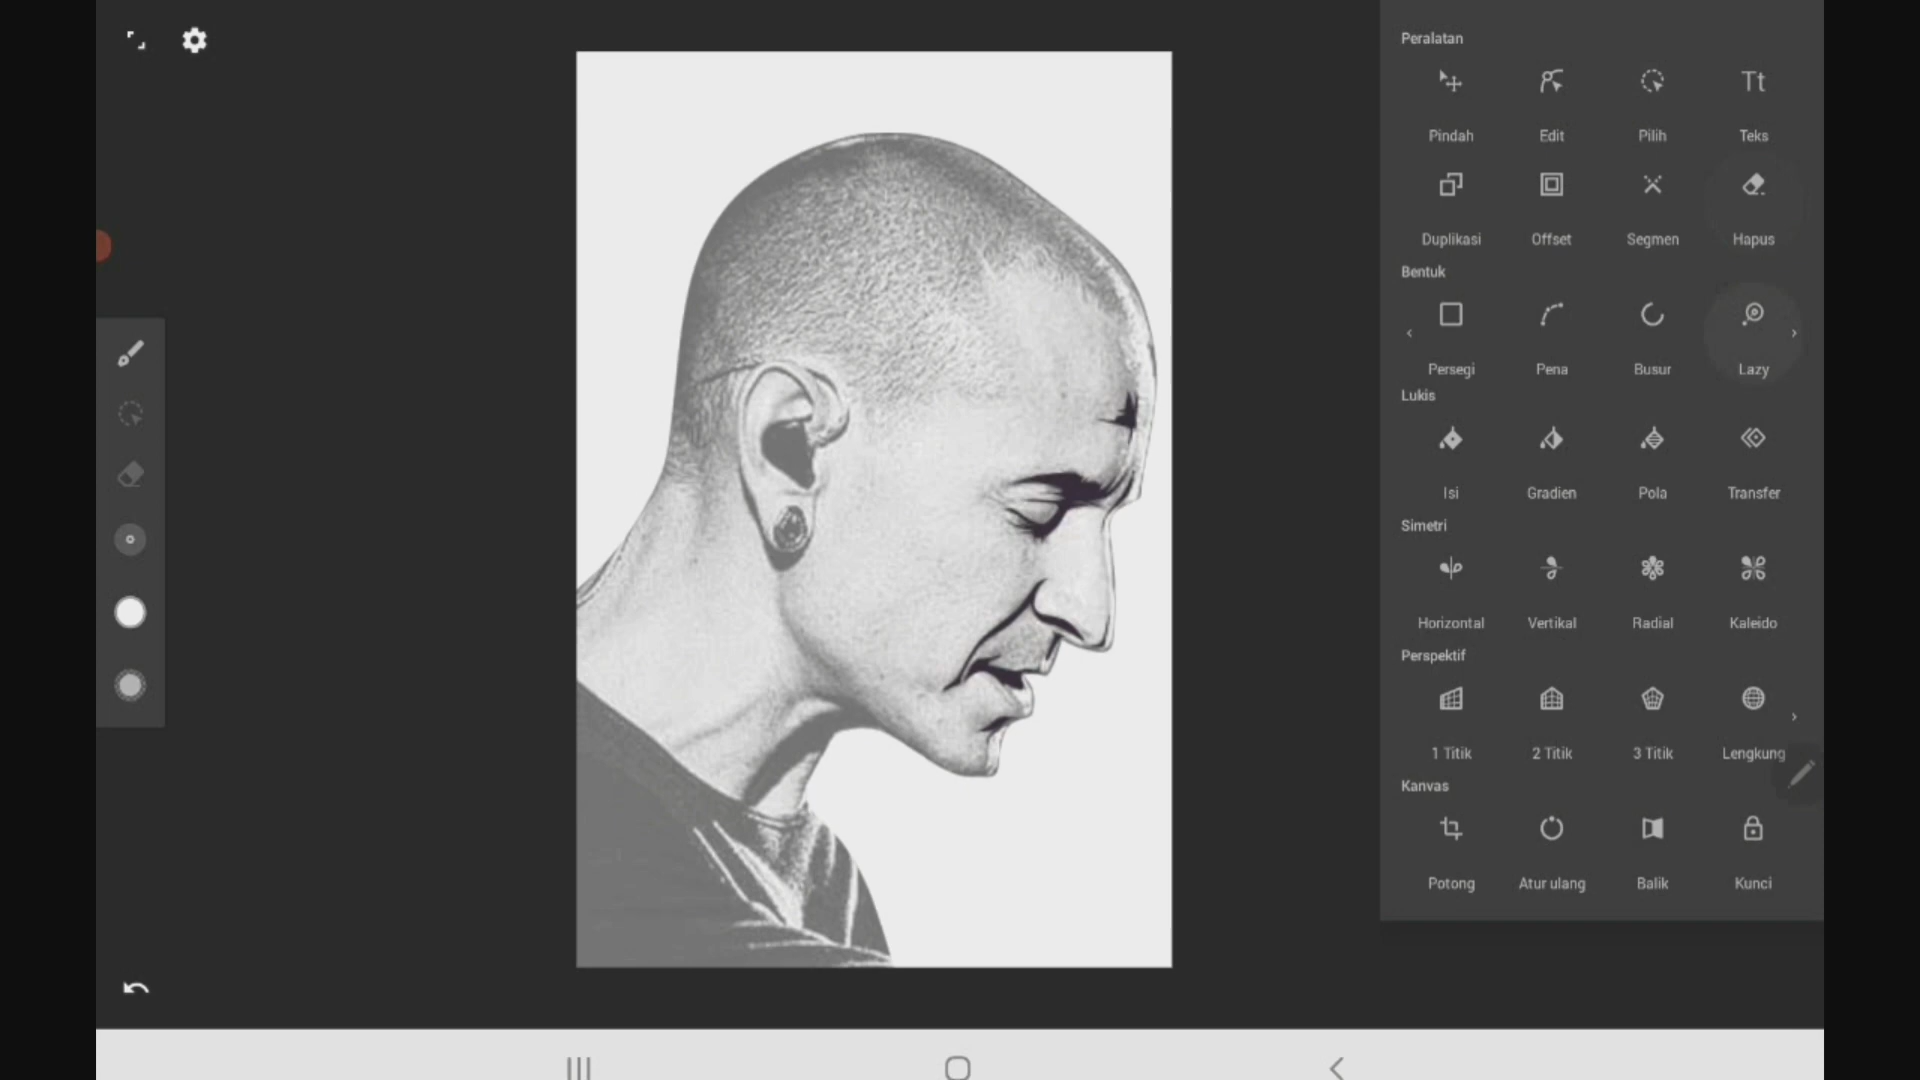 Peralatan
Pindah Edit Pilih Teks
Duplikasi Offset Segmen Hapus
Bentuk
Persegi Pena Busur Lazy
Lukis
Isi Gradien Pola Transfer
Simetri
Horizontal Vertikal Radial Kaleido
Perspektif
1 Titik 2 Titik 3 Titik Lengkung
Kanvas
Potong Atur ulang Balik Kunci